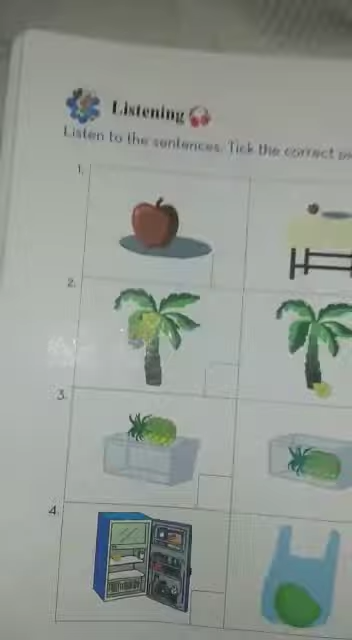 Listening
Listen to the sentences. Tick the correct
1.
2.
3.
4.